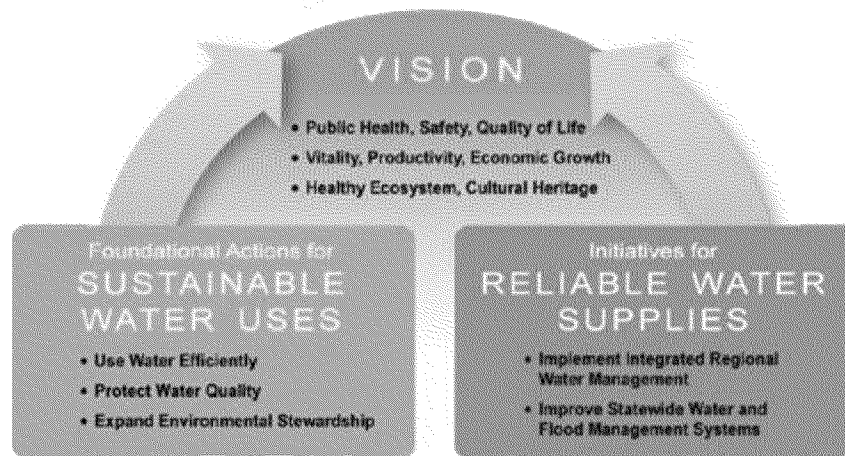 VISION
• Public Health, Safety, Quality of Life
• Vitality, Productivity, Economic Growth
• Healthy Ecosystem, Cultural Heritage
Foundational Actions for
SUSTAINABLE
WATER USES
• Use Water Efficiently
• Protect Water Quality
• Expand Environmental Stewardship
Initiatives for
RELIABLE WATER
SUPPLIES
• Implement Integrated Regional
Water Management
• Improve Statewide Water and
Flood Management Systems